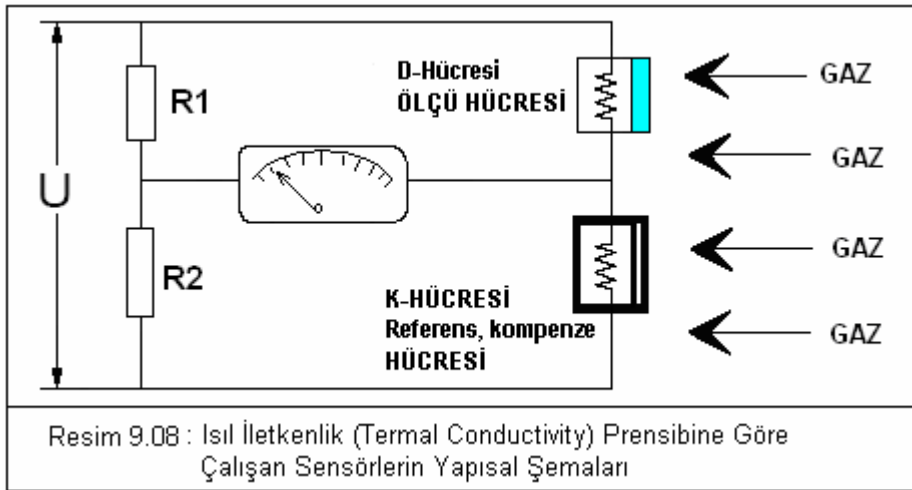 U
R1
R2
D-Hücresi
ÖLÇÜ HÜCRESİ
K-HÜCRESİ
Referens, kompenze
HÜCRESİ
GAZ
GAZ
GAZ
GAZ
Resim 9.08 : Isıl İletkenlik (Termal Conductivity) Prensibine Göre
Çalışan Sensörlerin Yapısal Şemaları